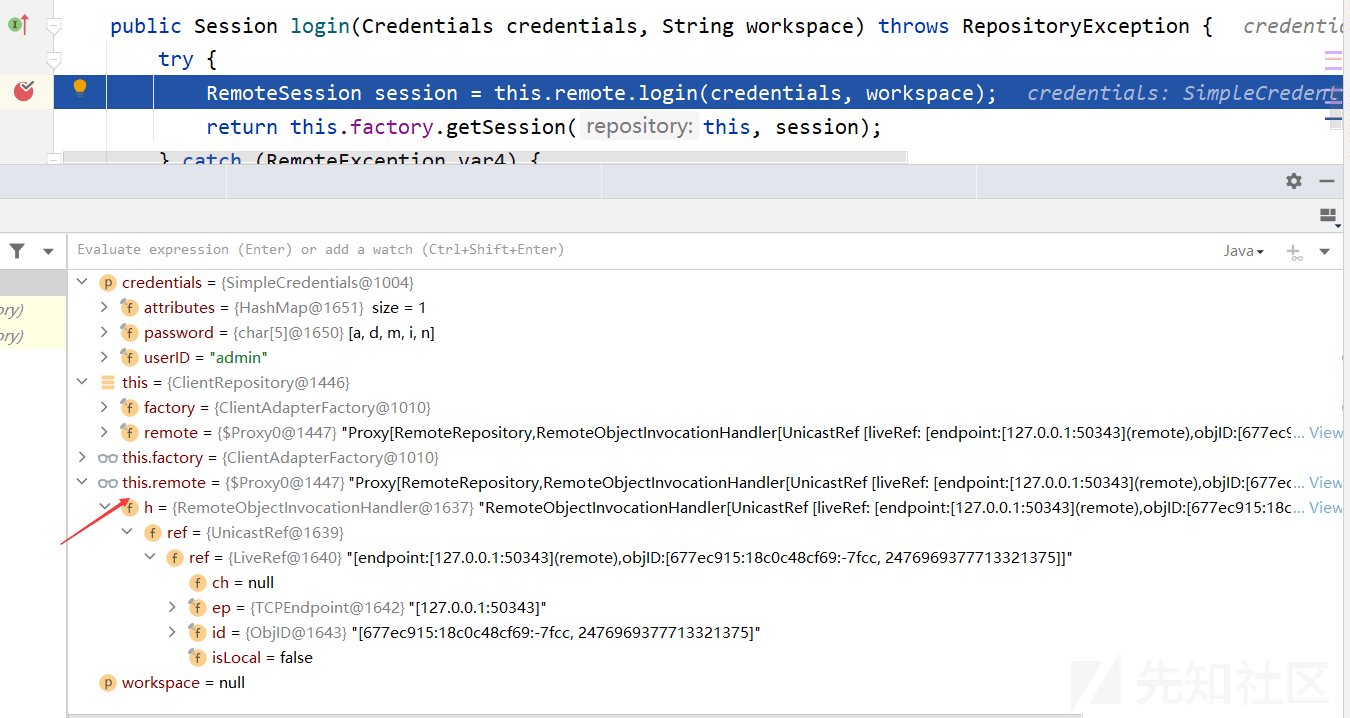 public Session login(Credentials credentials, String workspace) throws RepositoryException {
try {
RemoteSession session = this.remote.login(credentials, workspace); credentials: SimpleCredent
return this.factory.getSession( repository: this, session);
} catch (RemoteException var4) {
Evaluate expression (Enter) or add a watch (Ctrl+Shift+Enter) Java
credentials = {SimpleCredentials@1004}
ory) attributes = {HashMap@1651} size = 1
ory) password = {char[5]@1650} [a, d, m, i, n]
userID = "admin"
this = {ClientRepository@1446}
factory = {ClientAdapterFactory@1010}
remote = {$Proxy0@1447} "Proxy[RemoteRepository,RemoteObjectInvocationHandler[UnicastRef [liveRef: [endpoint:[127.0.0.1:50343](remote),objID:[677ec9... View
this.factory = {ClientAdapterFactory@1010}
this.remote = {$Proxy0@1447} "Proxy[RemoteRepository,RemoteObjectInvocationHandler[UnicastRef [liveRef: [endpoint:[127.0.0.1:50343](remote),objID:[677ec... View
h = {RemoteObjectInvocationHandler@1637} "RemoteObjectInvocationHandler[UnicastRef [liveRef: [endpoint:[127.0.0.1:50343](remote),objID:[677ec915:18c... View
ref = {UnicastRef@1639}
ref = {LiveRef@1640} "[endpoint:[127.0.0.1:50343](remote),objID:[677ec915:18c0c48cf69:-7fcc, 2476969377713321375]]"
ch = null
ep = {TCPEndpoint@1642} "[127.0.0.1:50343]"
id = {ObjID@1643} "[677ec915:18c0c48cf69:-7fcc, 2476969377713321375]"
isLocal = false
workspace = null
先知社区